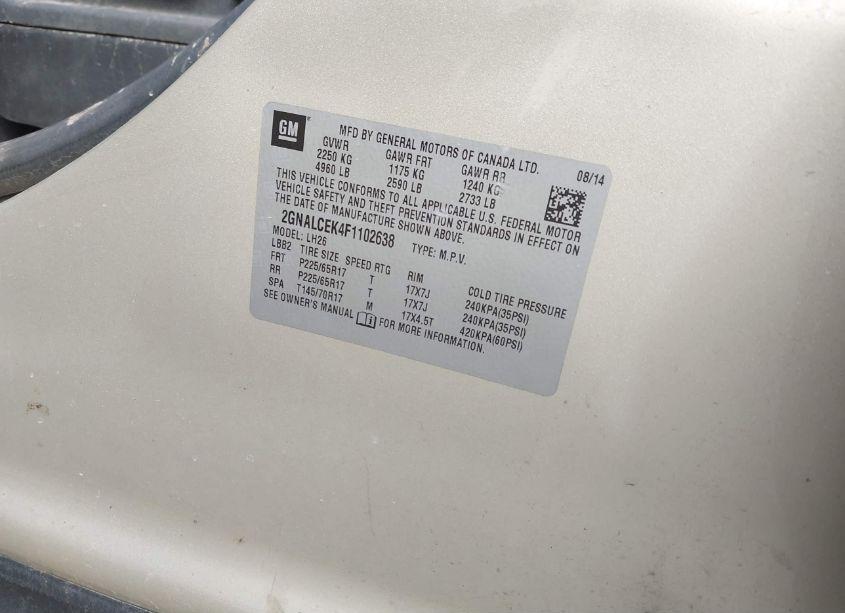 GM ®
MFD BY GENERAL MOTORS OF CANADA LTD.
08/14
GVWR GAWR FRT GAWR RR
2250 KG 1175 KG 1240 KG
4960 LB 2590 LB 2733 LB
THIS VEHICLE CONFORMS TO ALL APPLICABLE U.S. FEDERAL MOTOR
VEHICLE SAFETY AND THEFT PREVENTION STANDARDS IN EFFECT ON
THE DATE OF MANUFACTURE SHOWN ABOVE.
2GNALCEK4F1102638 TYPE: M.P.V.
MODEL: LH26
LBB2 TIRE SIZE SPEED RTG RIM COLD TIRE PRESSURE
FRT P225/65R17 T 17X7J 240KPA(35PSI)
RR P225/65R17 T 17X7J 240KPA(35PSI)
SPA T145/70R17 M 17X4.5T 420KPA(60PSI)
SEE OWNER'S MANUAL i FOR MORE INFORMATION.